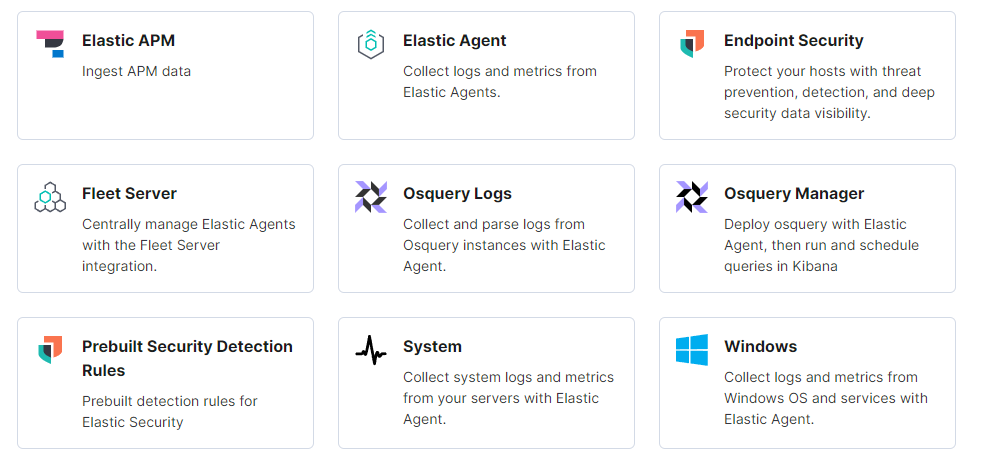 Elastic APM
Ingest APM data
Elastic Agent
Collect logs and metrics from
Elastic Agents.
Endpoint Security
Protect your hosts with threat
prevention, detection, and deep
security data visibility.
Fleet Server
Centrally manage Elastic Agents
with the Fleet Server
integration.
Osquery Logs
Collect and parse logs from
Osquery instances with Elastic
Agent.
Osquery Manager
Deploy osquery with Elastic
Agent, then run and schedule
queries in Kibana
Prebuilt Security Detection
Rules
Prebuilt detection rules for
Elastic Security
System
Collect system logs and metrics
from your servers with Elastic
Agent.
Windows
Collect logs and metrics from
Windows OS and services with
Elastic Agent.